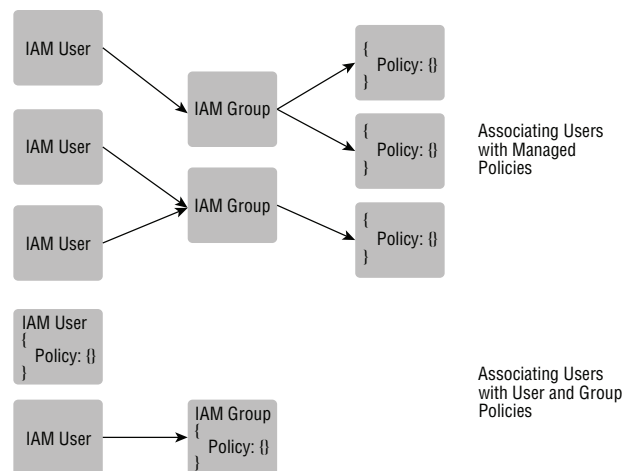 IAM User
IAM Group
{
Policy: {}
}
IAM User
{
Policy: {}
}
Associating Users
with Managed
Policies
IAM Group
IAM User
{
Policy: {}
}
IAM User
{
Policy: {}
}
Associating Users
with User and Group
Policies
IAM User
IAM Group
{
Policy: {}
}